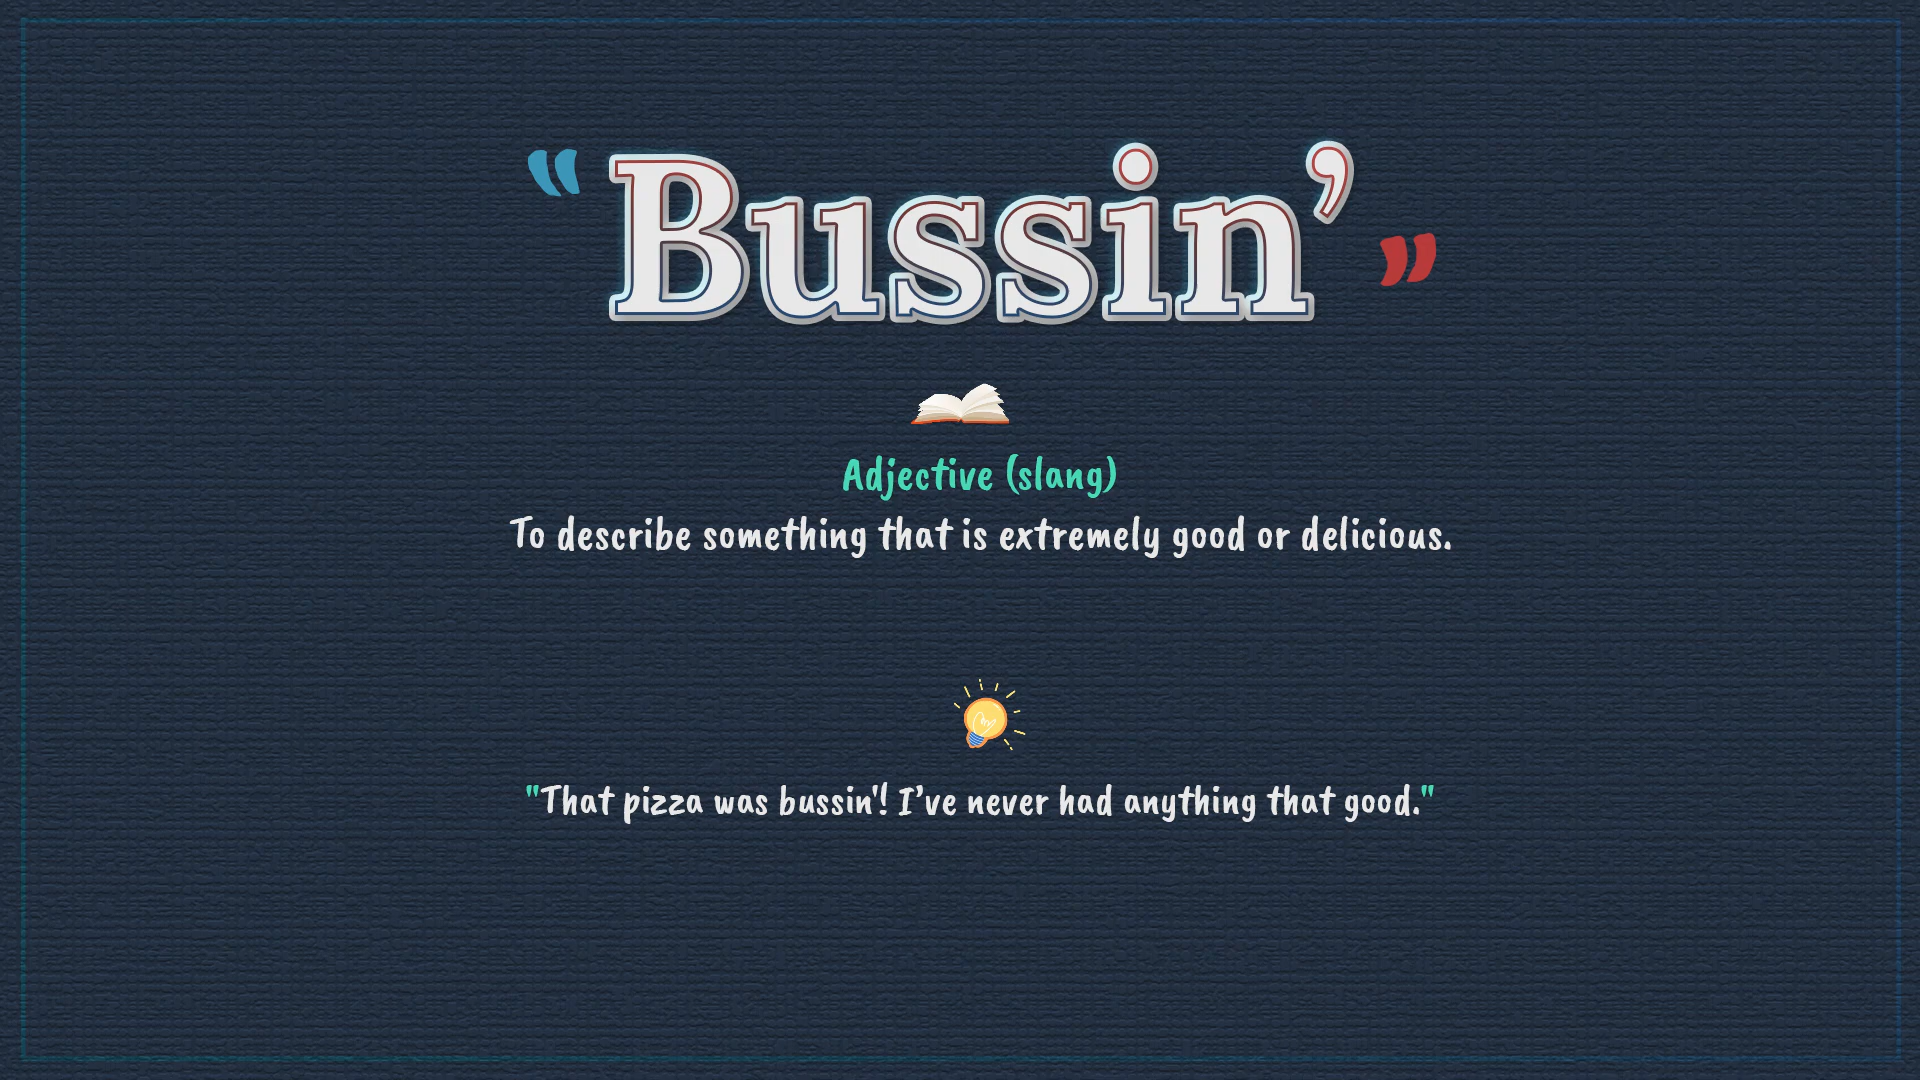 “Bussin’”
Adjective (slang)
To describe something that is extremely good or delicious.
"That pizza was bussin'! I’ve never had anything that good."